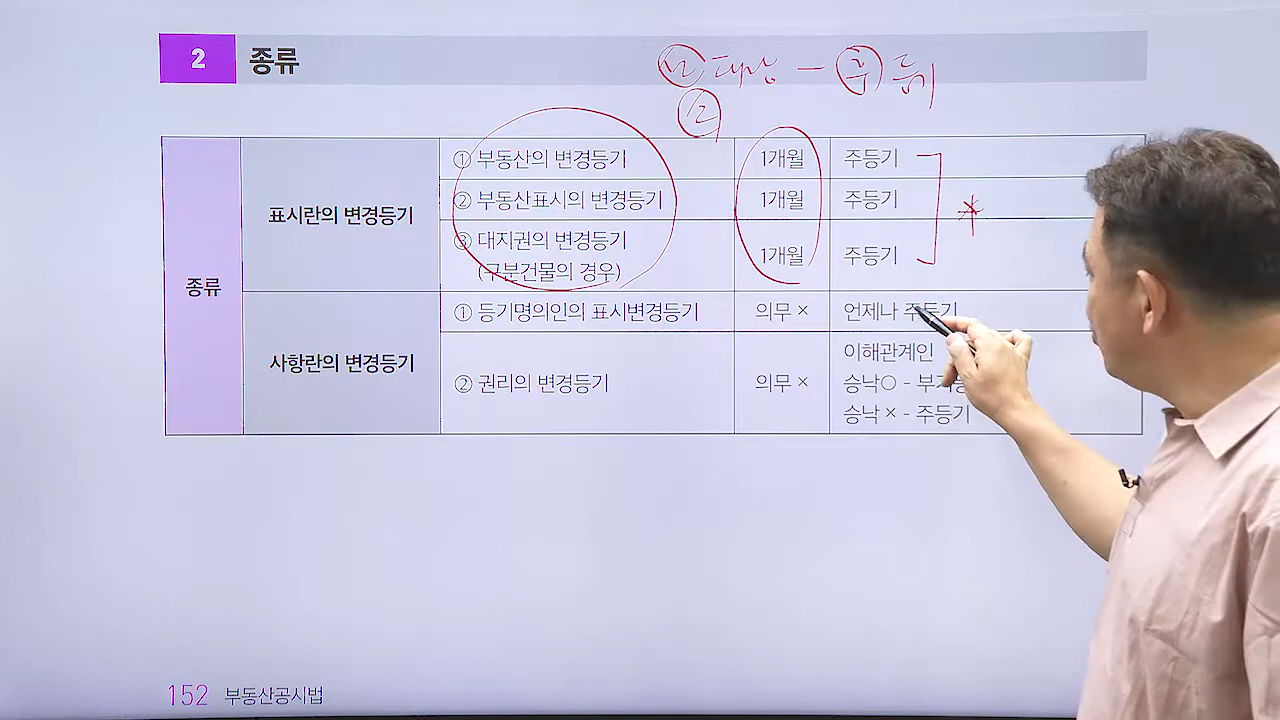 2 종류
대상 - 주 등기
① 부동산의 변경등기 1개월 주등기
표시란의 변경등기 ② 부동산표시의 변경등기 1개월 주등기
③ 대지권의 변경등기
(구분건물의 경우) 1개월 주등기
종류
① 등기명의인의 표시변경등기 의무 × 언제나 주등기
사항란의 변경등기 ② 권리의 변경등기 의무 × 이해관계인
승낙○ - 부기
승낙 × - 주등기
152 부동산공시법